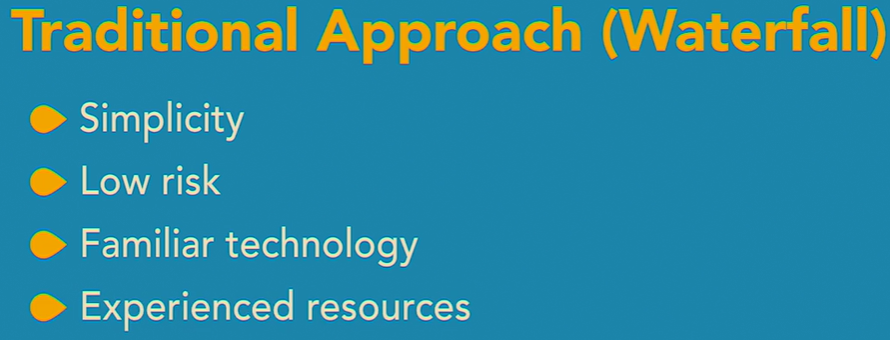 Traditional Approach (Waterfall)
Simplicity
Low risk
Familiar technology
Experienced resources